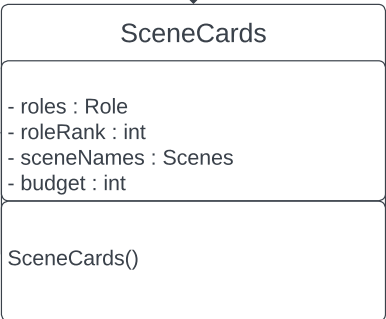 SceneCards
- roles : Role
- roleRank : int
- sceneNames : Scenes
- budget : int
SceneCards()